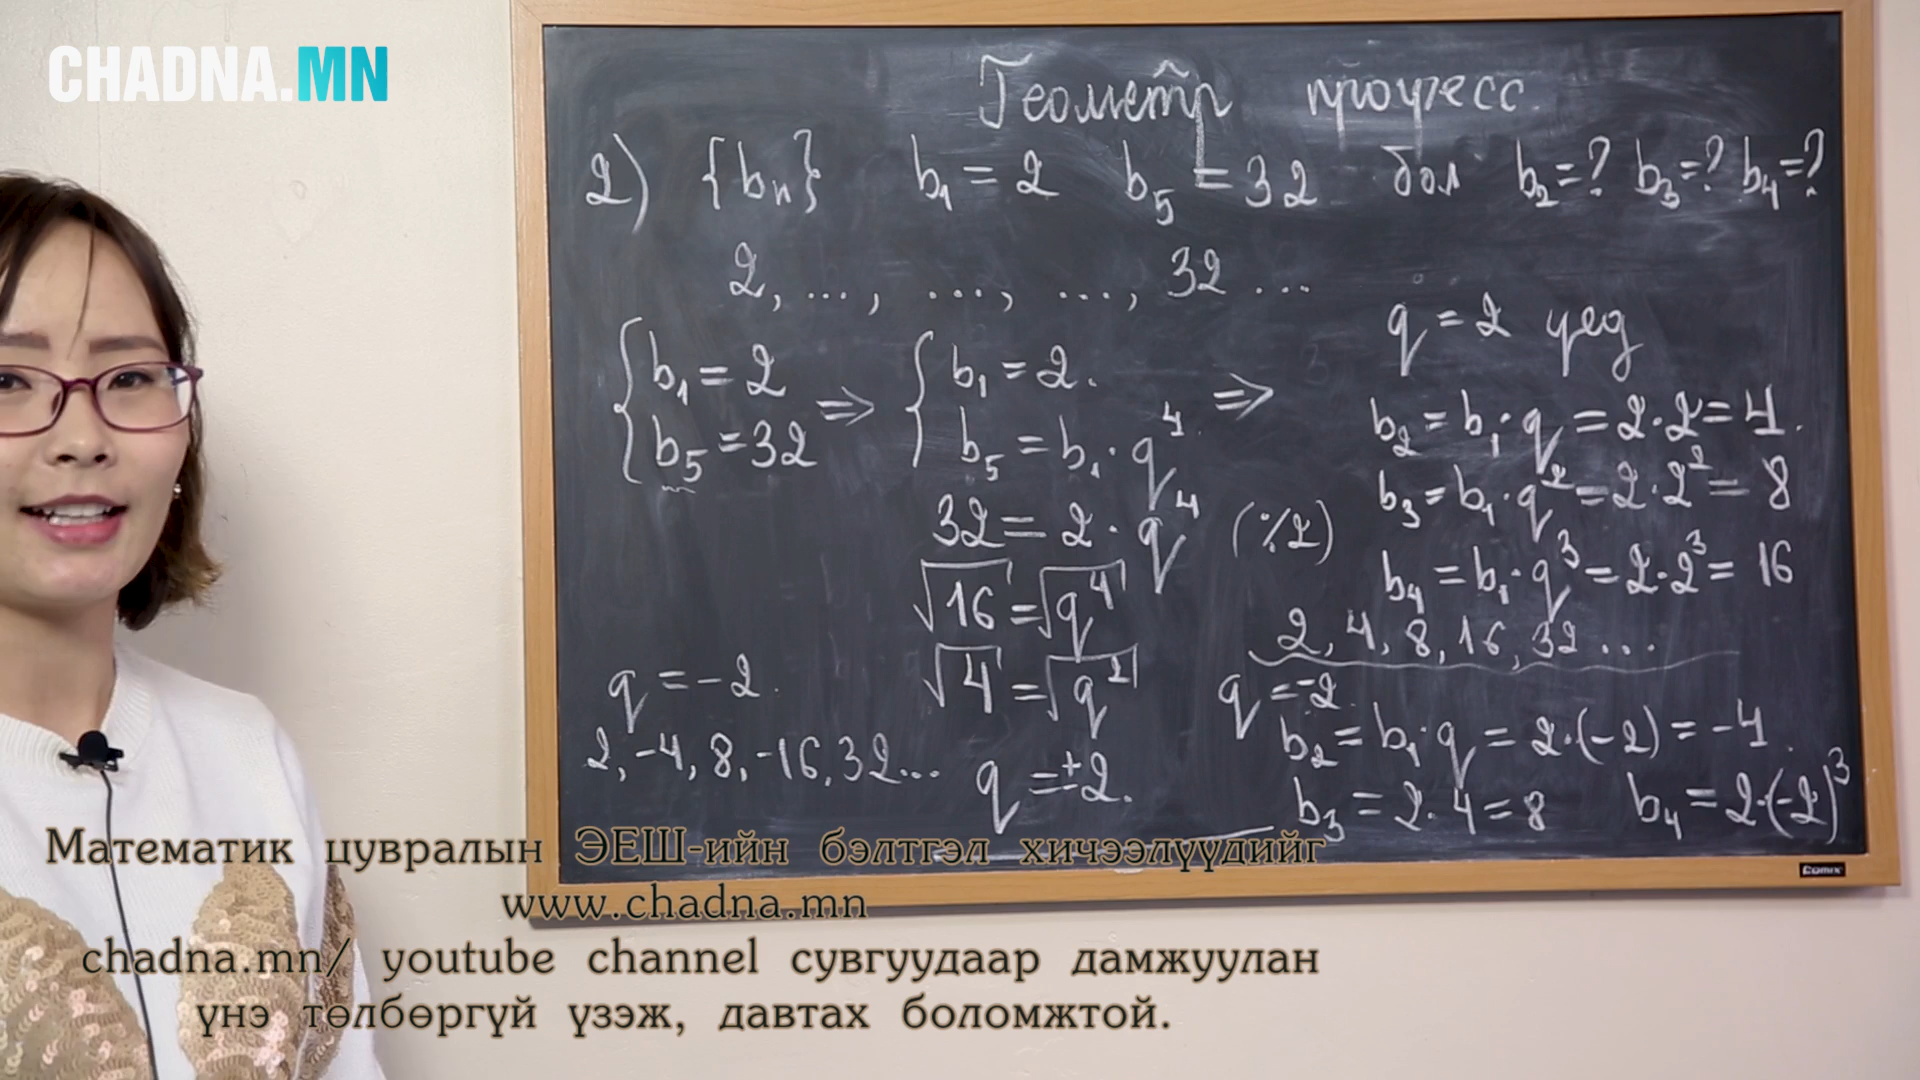 CHADNA.MN
Геометр прогресс
2) {bₙ} b₁ = 2 b₅ = 32 бол b₂=? b₃=? b₄=?
2, ..., ..., ..., 32 ...
{ b₁ = 2
b₅ = 32
⇒
{ b₁ = 2.
b₅ = b₁ · q⁴
⇒
32 = 2 · q⁴ (:/2)
√16 = √q⁴
√4 = √q²
q = ±2.
q = 2 үед
b₂ = b₁ · q = 2 · 2 = 4.
b₃ = b₁ · q² = 2 · 2² = 8
b₄ = b₁ · q³ = 2 · 2³ = 16
2, 4, 8, 16, 32 ...
q = -2
b₂ = b₁ · q = 2 · (-2) = -4.
b₃ = 2 · 4 = 8 b₄ = 2 · (-2)³
q = -2.
2, -4, 8, -16, 32 ...
Comix
Математик цувралын ЭЕШ-ийн бэлтгэл хичээлүүдийг
www.chadna.mn
chadna.mn/ youtube channel сувгуудаар дамжуулан
үнэ төлбөргүй үзэж, давтах боломжтой.